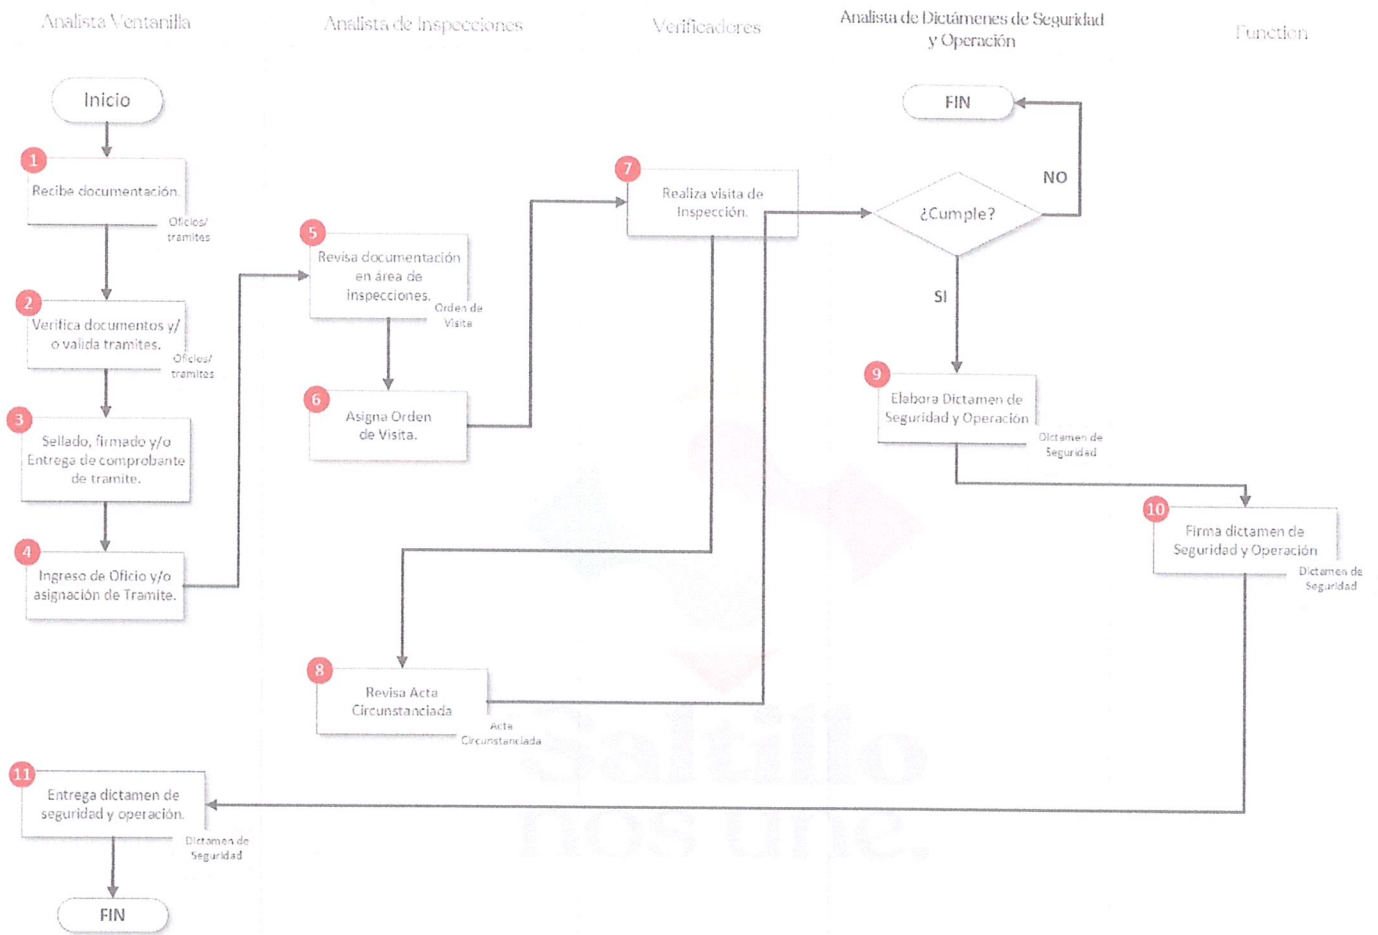 Analista Ventanilla
Analista de Inspecciones
Verificadores
Analista de Dictámenes de Seguridad
y Operación
Function
Inicio
1
Recibe documentación.
Oficios/
tramites
2
Verifica documentos y/
o valida tramites.
Oficios/
tramites
3
Sellado, firmado y/o
Entrega de comprobante
de tramite.
4
Ingreso de Oficio y/o
asignación de Tramite.
5
Revisa documentación
en área de
inspecciones.
Orden de
Visita
6
Asigna Orden
de Visita.
7
Realiza visita de
Inspección.
8
Revisa Acta
Circunstanciada
Acta
Circunstanciada
FIN
NO
¿Cumple?
SI
9
Elabora Dictamen de
Seguridad y Operación
Dictamen de
Seguridad
10
Firma dictamen de
Seguridad y Operación
Dictamen de
Seguridad
11
Entrega dictamen de
seguridad y operación.
Dictamen de
Seguridad
FIN
Saltillo
nos une.